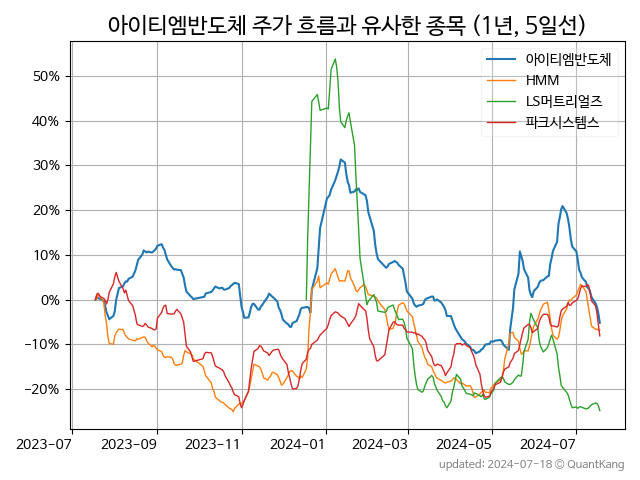 아이티엠반도체 주가 흐름과 유사한 종목 (1년, 5일선)
아이티엠반도체
HMM
LS머트리얼즈
파크시스템스
50%
40%
30%
20%
10%
0%
−10%
−20%
2023-07 2023-09 2023-11 2024-01 2024-03 2024-05 2024-07
updated: 2024-07-18 © QuantKang